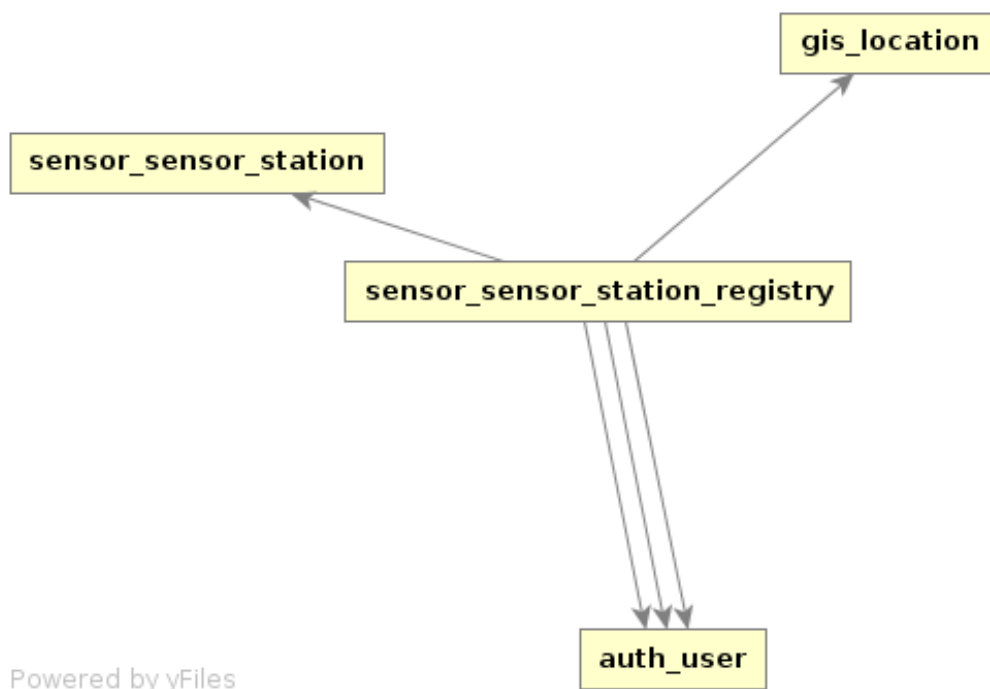 gis_location
sensor_sensor_station
sensor_sensor_station_registry
auth_user
Powered by yFiles